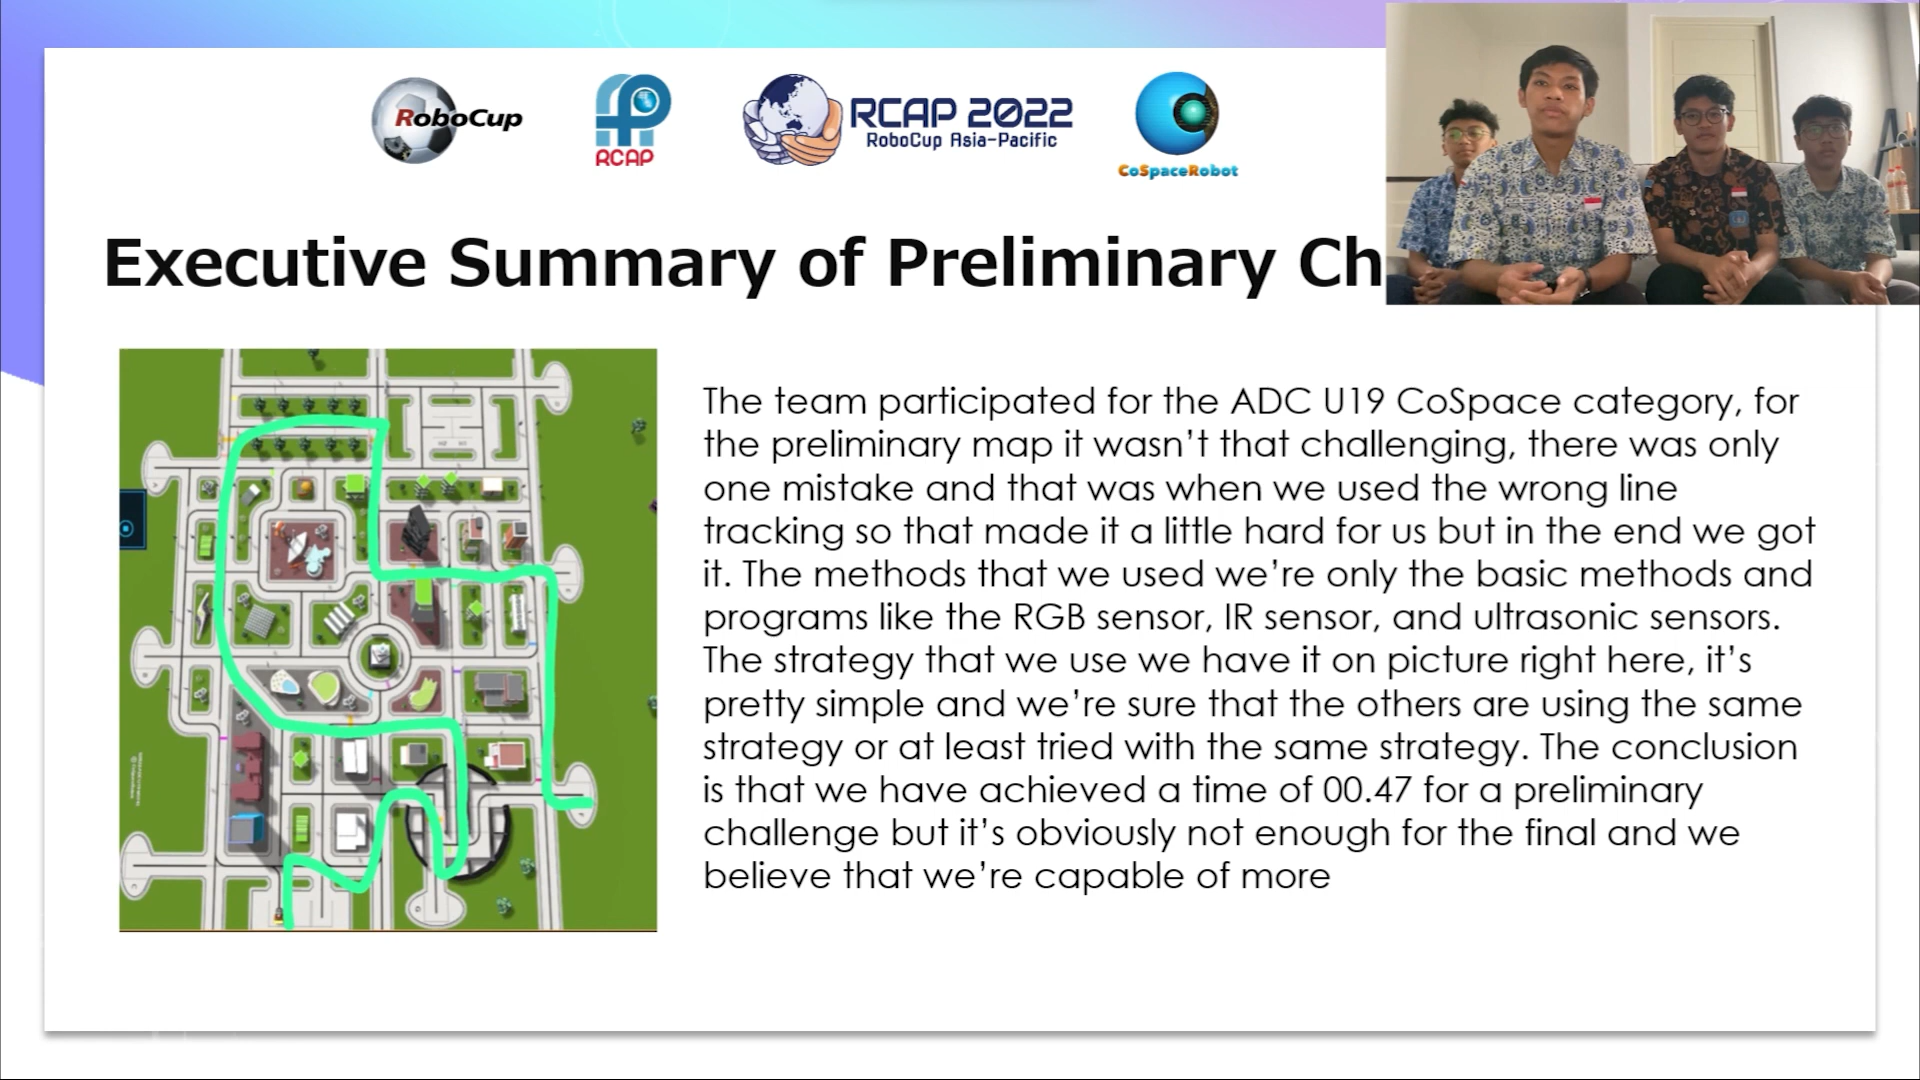 RoboCup
RCAP
RCAP 2022
RoboCup Asia-Pacific
CoSpaceRobot
Executive Summary of Preliminary Ch
The team participated for the ADC U19 CoSpace category, for
the preliminary map it wasn't that challenging, there was only
one mistake and that was when we used the wrong line
tracking so that made it a little hard for us but in the end we got
it. The methods that we used we're only the basic methods and
programs like the RGB sensor, IR sensor, and ultrasonic sensors.
The strategy that we use we have it on picture right here, it's
pretty simple and we're sure that the others are using the same
strategy or at least tried with the same strategy. The conclusion
is that we have achieved a time of 00.47 for a preliminary
challenge but it's obviously not enough for the final and we
believe that we're capable of more